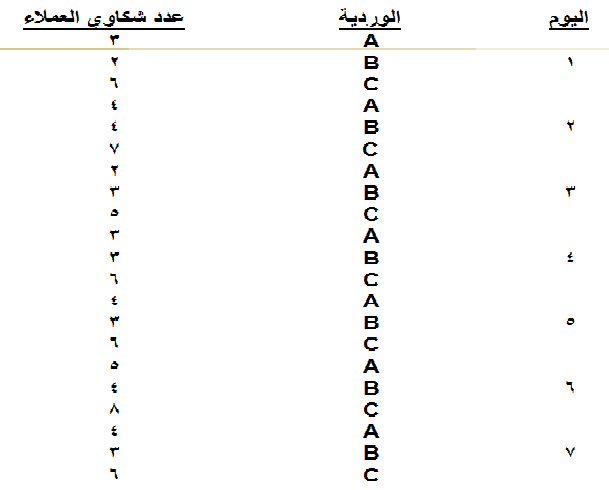 اليوم الوردية عدد شكاوي العملاء
A ٣
١ B ٢
C ٦
A ٤
٢ B ٤
C ٧
A ٢
٣ B ٣
C ٥
A ٣
٤ B ٣
C ٦
A ٤
٥ B ٣
C ٦
A ٥
٦ B ٤
C ٨
A ٤
٧ B ٣
C ٦